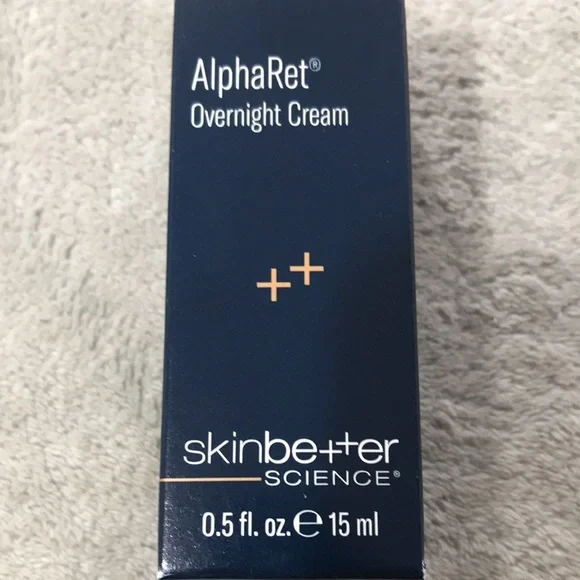 AlphaRet®
Overnight Cream
skinbetter
SCIENCE®
0.5 fl. oz. ℮ 15 ml